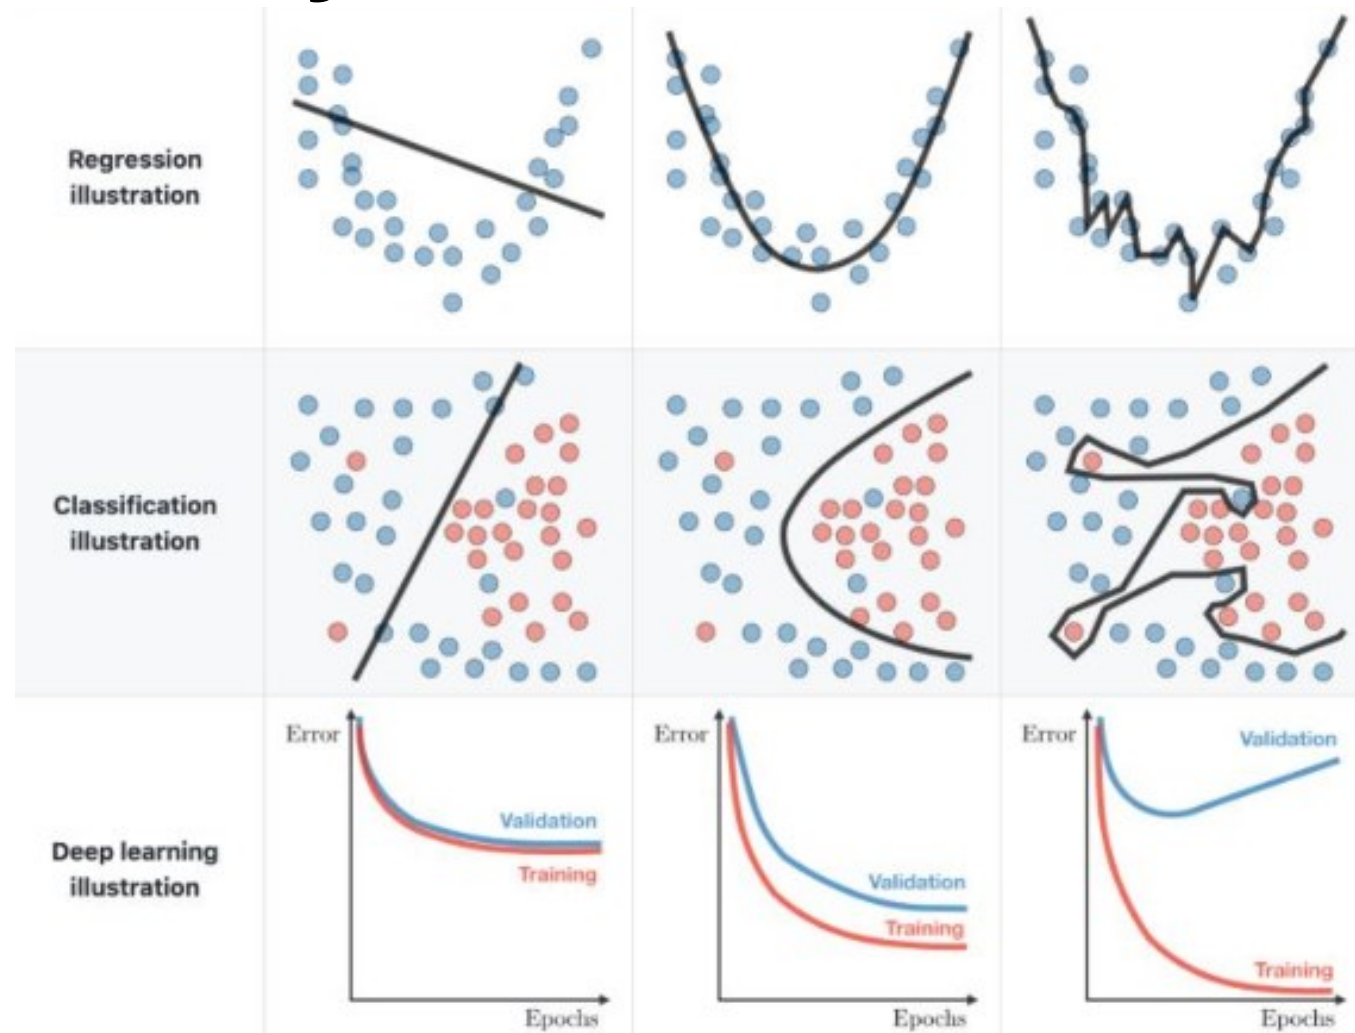 Regression
illustration
Classification
illustration
Deep learning
illustration
Error
Validation
Training
Epochs
Error
Validation
Training
Epochs
Error
Validation
Training
Epochs